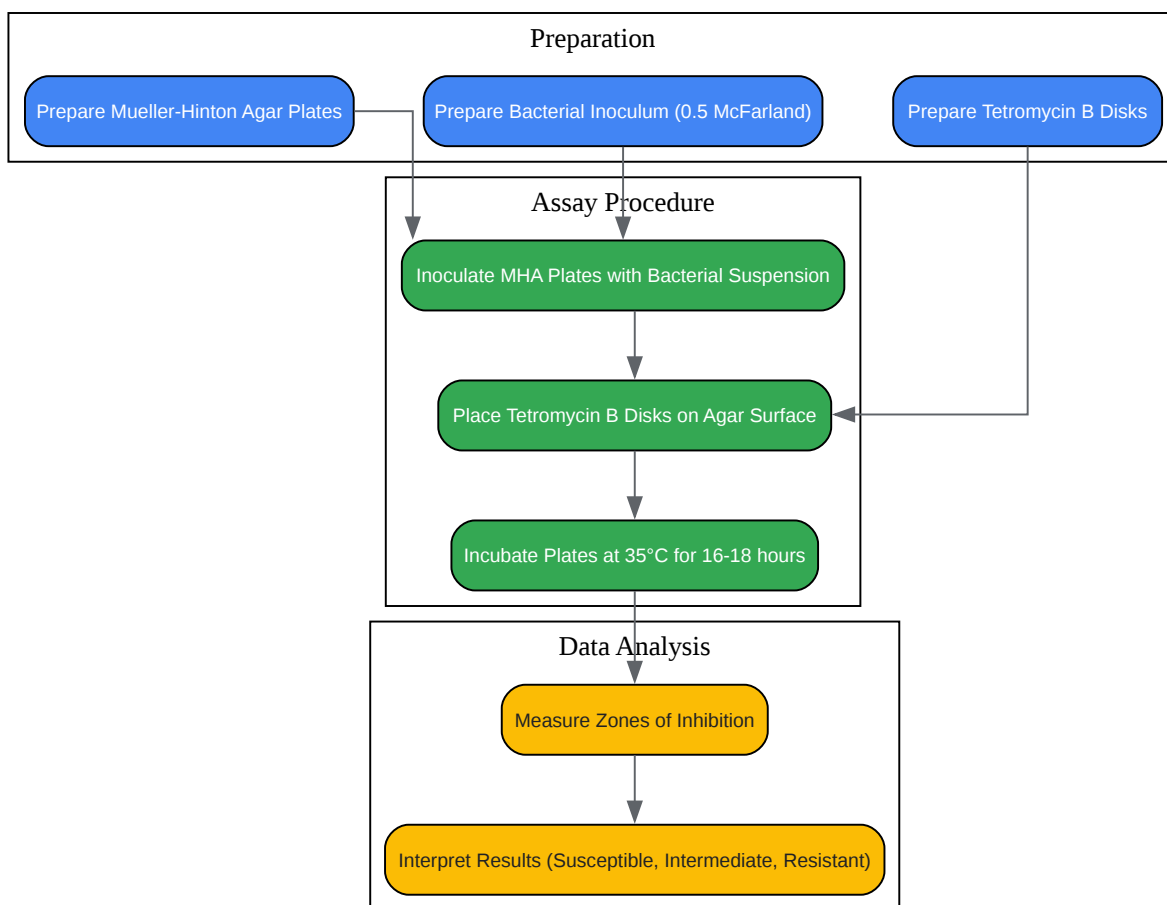 Preparation
Prepare Mueller-Hinton Agar Plates
Prepare Bacterial Inoculum (0.5 McFarland)
Prepare Tetromycin B Disks
Assay Procedure
Inoculate MHA Plates with Bacterial Suspension
Place Tetromycin B Disks on Agar Surface
Incubate Plates at 35°C for 16-18 hours
Data Analysis
Measure Zones of Inhibition
Interpret Results (Susceptible, Intermediate, Resistant)